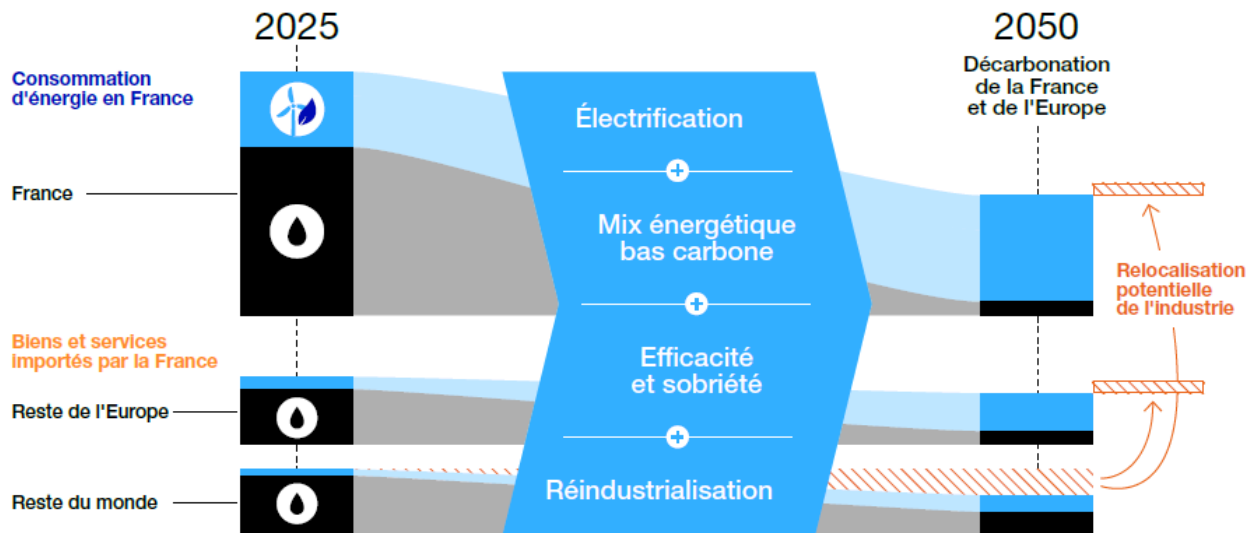 2025
2050
Consommation
d'énergie en France
Décarbonation
de la France
et de l'Europe
Électrification
France
Mix énergétique
bas carbone
Relocalisation
potentielle
de l'industrie
Biens et services
importés par la France
Efficacité
et sobriété
Reste de l'Europe
Réindustrialisation
Reste du monde